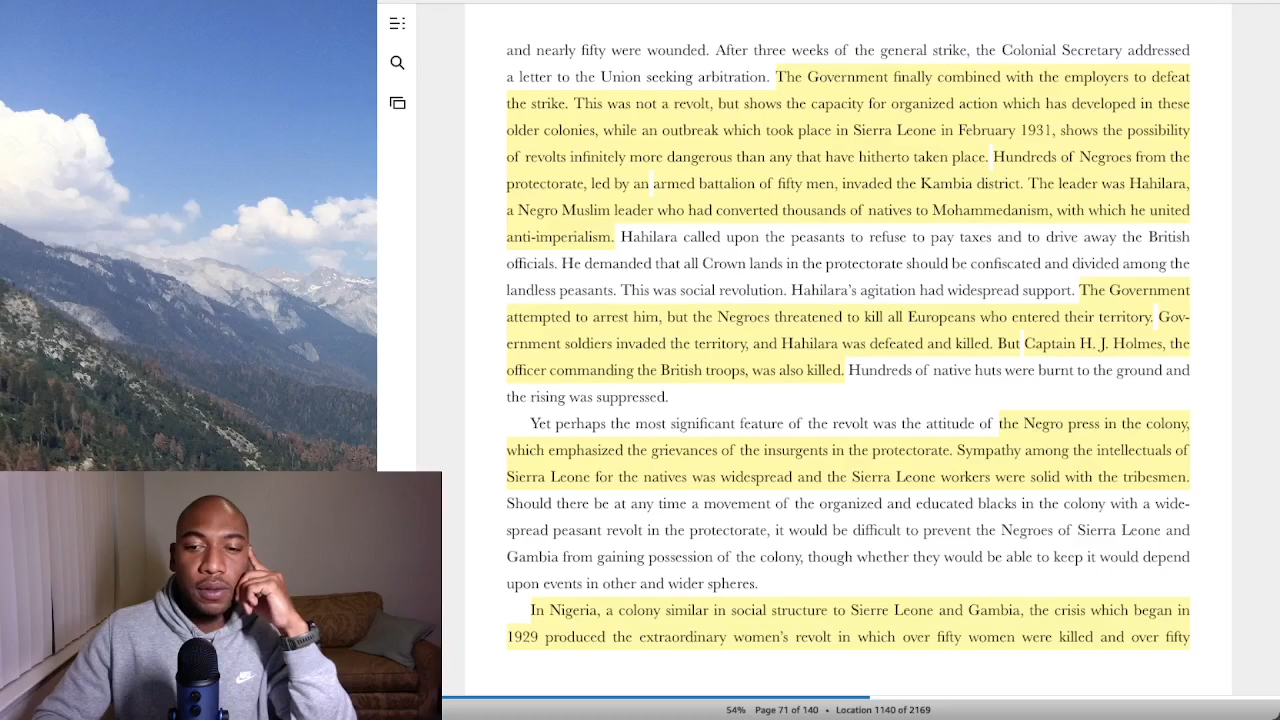 and nearly fifty were wounded. After three weeks of the general strike, the Colonial Secretary addressed
a letter to the Union seeking arbitration. The Government finally combined with the employers to defeat
the strike. This was not a revolt, but shows the capacity for organized action which has developed in these
older colonies, while an outbreak which took place in Sierra Leone in February 1931, shows the possibility
of revolts infinitely more dangerous than any that have hitherto taken place. Hundreds of Negroes from the
protectorate, led by an armed battalion of fifty men, invaded the Kambia district. The leader was Hahilara,
a Negro Muslim leader who had converted thousands of natives to Mohammedanism, with which he united
anti-imperialism. Hahilara called upon the peasants to refuse to pay taxes and to drive away the British
officials. He demanded that all Crown lands in the protectorate should be confiscated and divided among the
landless peasants. This was social revolution. Hahilara's agitation had widespread support. The Government
attempted to arrest him, but the Negroes threatened to kill all Europeans who entered their territory. Gov-
ernment soldiers invaded the territory, and Hahilara was defeated and killed. But Captain H. J. Holmes, the
officer commanding the British troops, was also killed. Hundreds of native huts were burnt to the ground and
the rising was suppressed.
Yet perhaps the most significant feature of the revolt was the attitude of the Negro press in the colony,
which emphasized the grievances of the insurgents in the protectorate. Sympathy among the intellectuals of
Sierra Leone for the natives was widespread and the Sierra Leone workers were solid with the tribesmen.
Should there be at any time a movement of the organized and educated blacks in the colony with a wide-
spread peasant revolt in the protectorate, it would be difficult to prevent the Negroes of Sierra Leone and
Gambia from gaining possession of the colony, though whether they would be able to keep it would depend
upon events in other and wider spheres.
In Nigeria, a colony similar in social structure to Sierre Leone and Gambia, the crisis which began in
1929 produced the extraordinary women's revolt in which over fifty women were killed and over fifty
54% Page 71 of 140 • Location 1140 of 2169